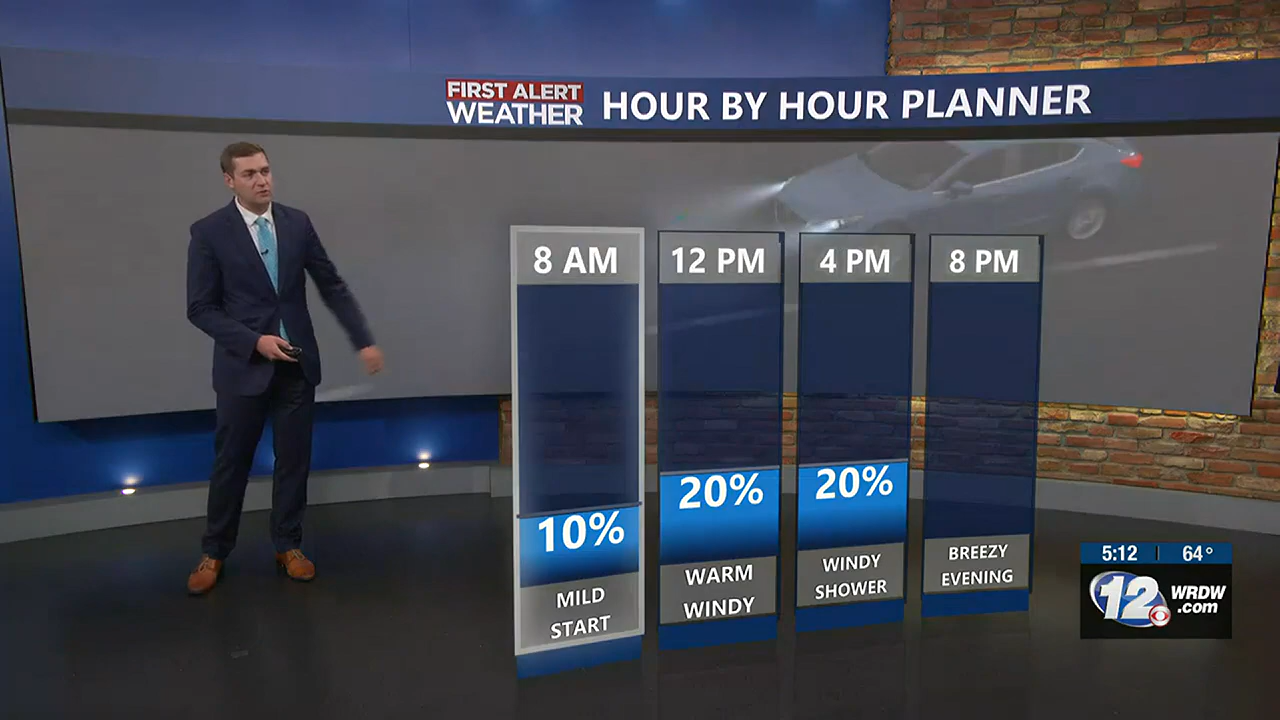 FIRST ALERT
WEATHER
HOUR BY HOUR PLANNER
8 AM
12 PM
4 PM
8 PM
10%
20%
20%
MILD
START
WARM
WINDY
WINDY
SHOWER
BREEZY
EVENING
5:12
64°
12
WRDW
.com